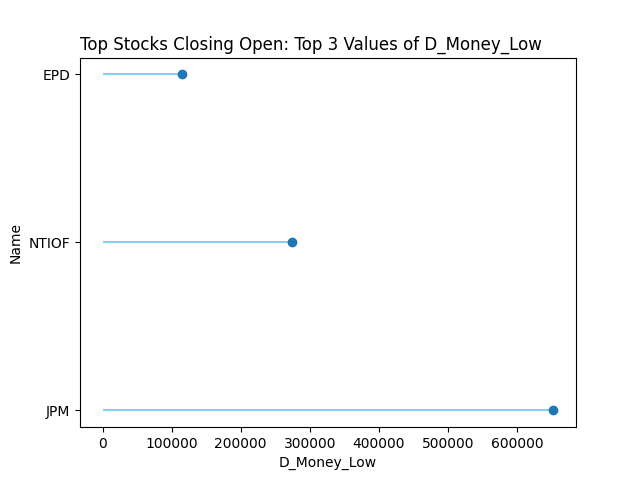 Top Stocks Closing Open: Top 3 Values of D_Money_Low
EPD
NTIOF
JPM
Name
0 100000 200000 300000 400000 500000 600000
D_Money_Low